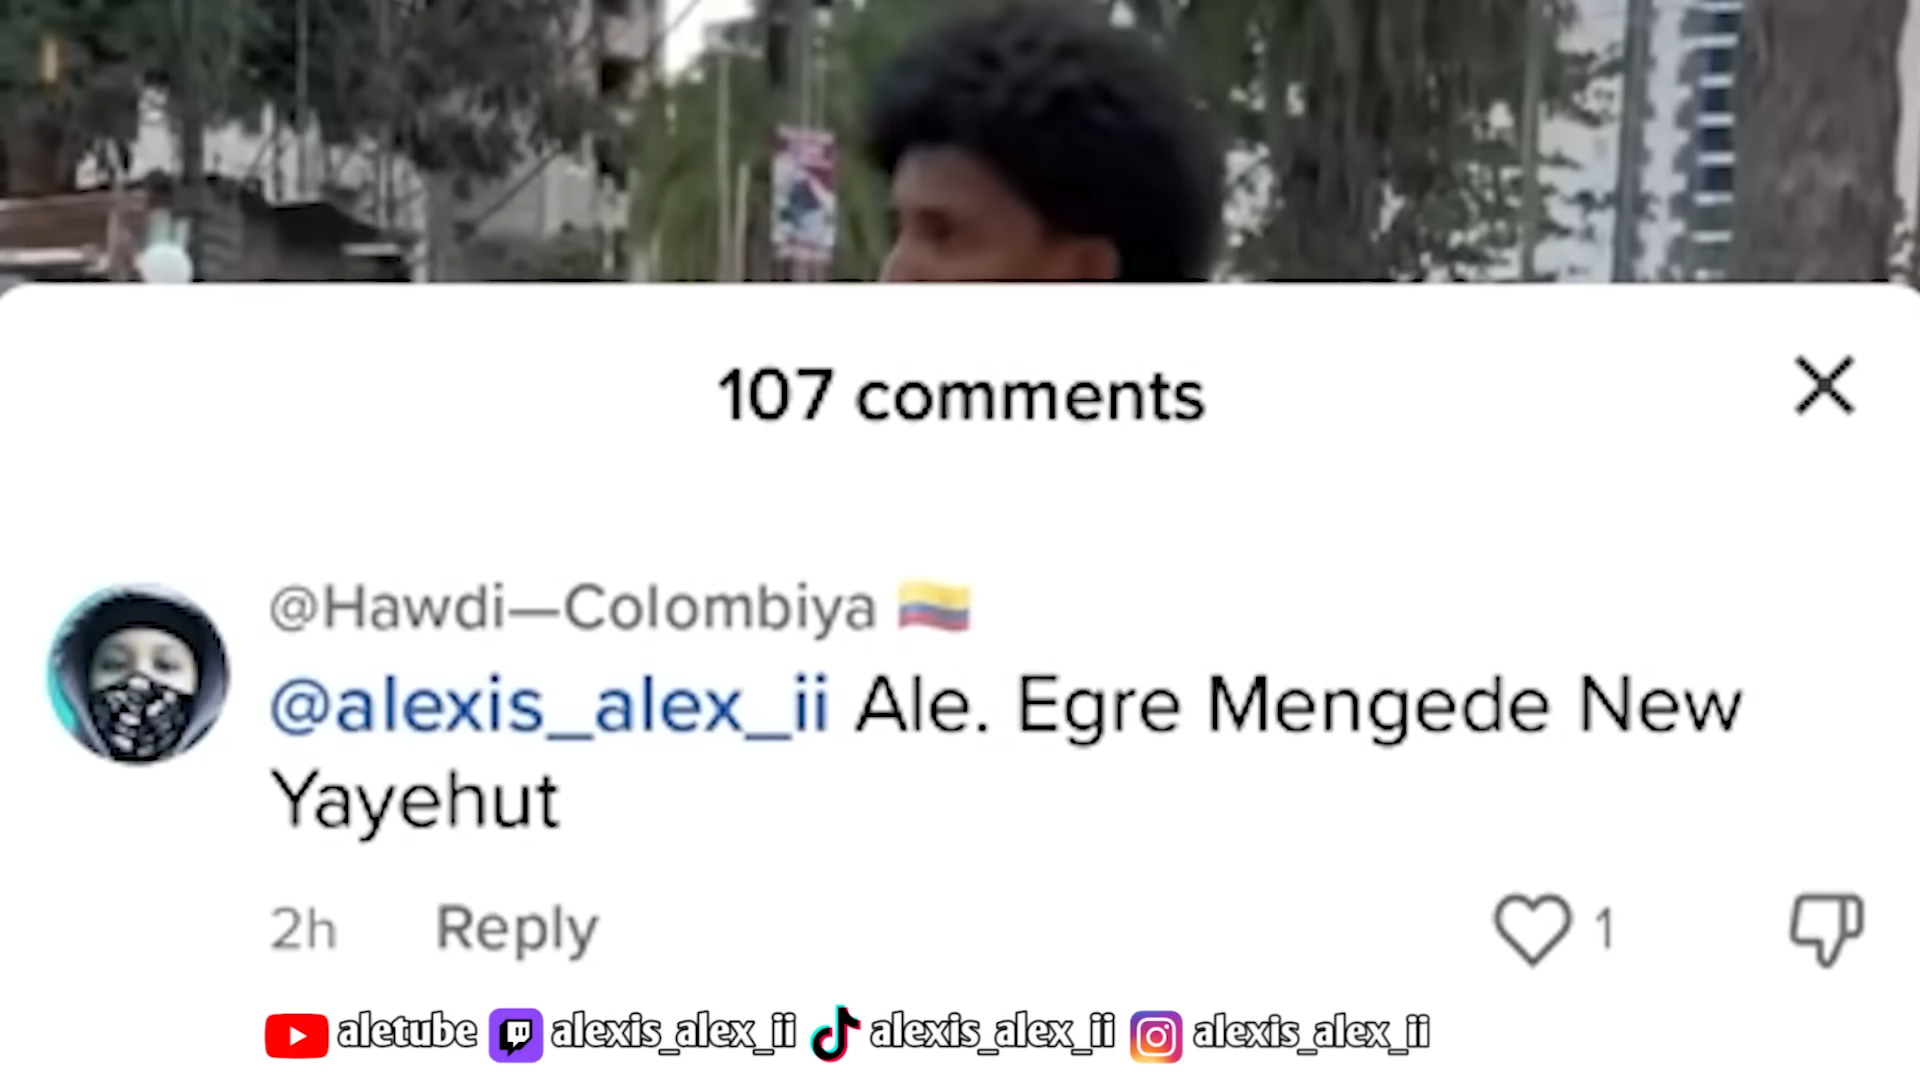 107 comments
@Hawdi—Colombiya 🇨🇴
@alexis_alex_ii Ale. Egre Mengede New
Yayehut
2h Reply 1
aletube alexis_alex_ii alexis_alex_ii alexis_alex_ii